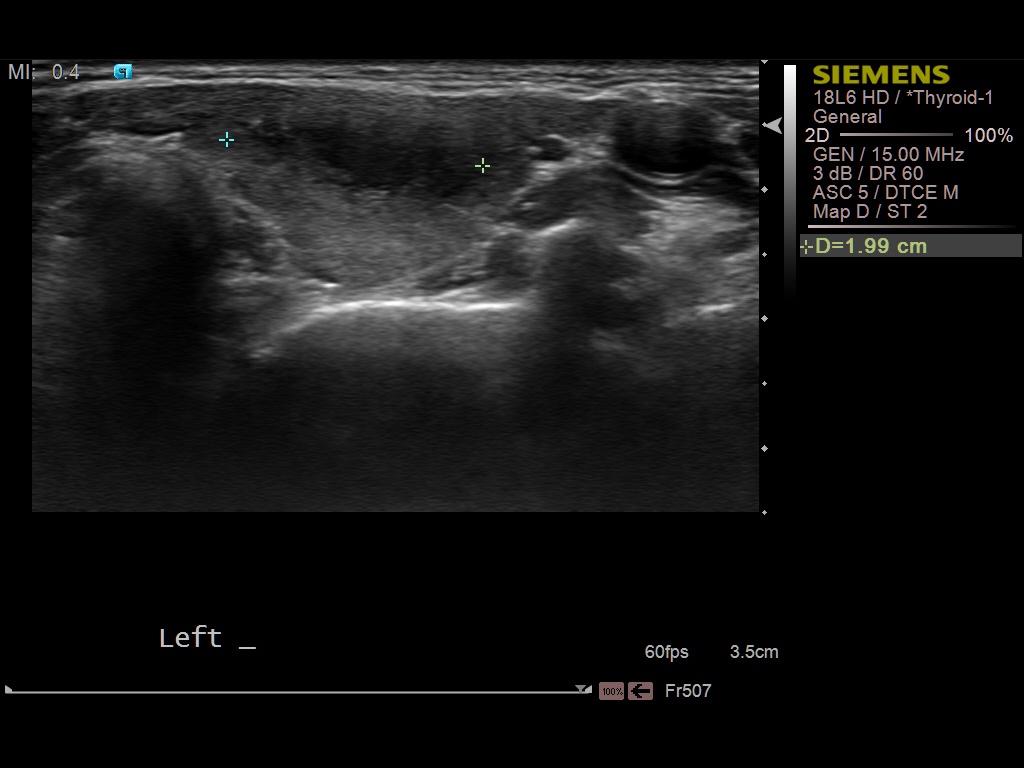 MI: 0.4
SIEMENS
18L6 HD / *Thyroid-1
General
2D 100%
GEN / 15.00 MHz
3 dB / DR 60
ASC 5 / DTCE M
Map D / ST 2
D=1.99 cm
Left _
60fps 3.5cm
100% Fr507